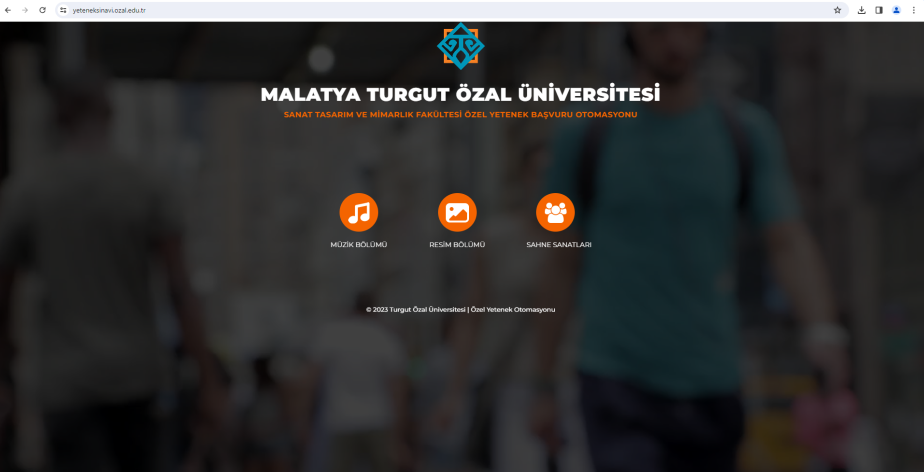 yeteneksinavi.ozal.edu.tr
MALATYA TURGUT ÖZAL ÜNİVERSİTESİ
SANAT TASARIM VE MİMARLIK FAKÜLTESİ ÖZEL YETENEK BAŞVURU OTOMASYONU
MÜZİK BÖLÜMÜ RESİM BÖLÜMÜ SAHNE SANATLARI
© 2023 Turgut Özal Üniversitesi | Özel Yetenek Otomasyonu